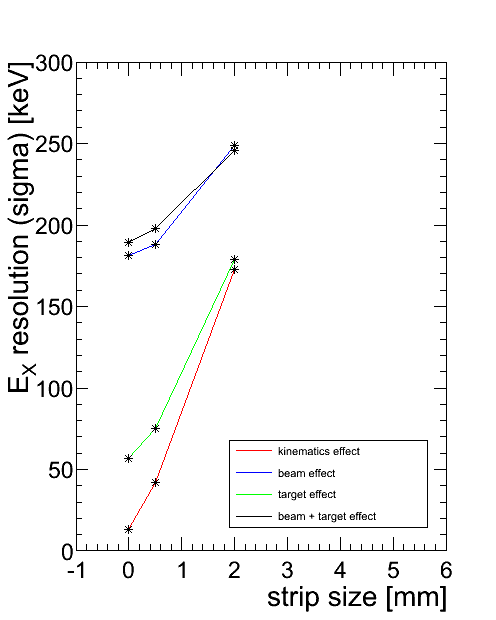 300
250
200
150
100
50
0
E_X resolution (sigma) [keV]
kinematics effect
beam effect
target effect
beam + target effect
-1 0 1 2 3 4 5 6
strip size [mm]